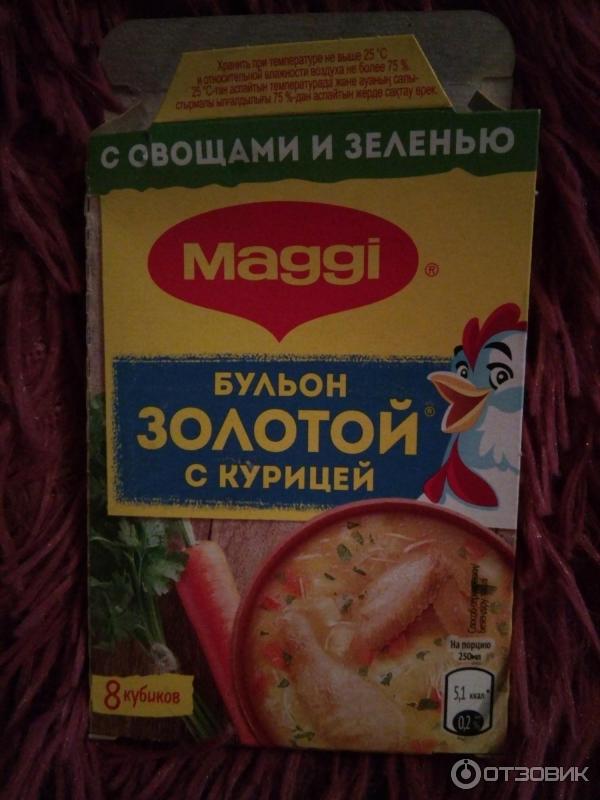 Хранить при температуре не выше 25 °С
и относительной влажности воздуха не более 75 %.
25 °С-тан аспайтын температурада және ауаның салы-
стырмалы ылғалдылығы 75 %-дан аспайтын жерде сақтау керек.
С ОВОЩАМИ И ЗЕЛЕНЬЮ
Maggi ®
БУЛЬОН
ЗОЛОТОЙ®
С КУРИЦЕЙ
На порцию
250мл
5,1 ккал*
0,2
8 кубиков
ОТЗОВИК